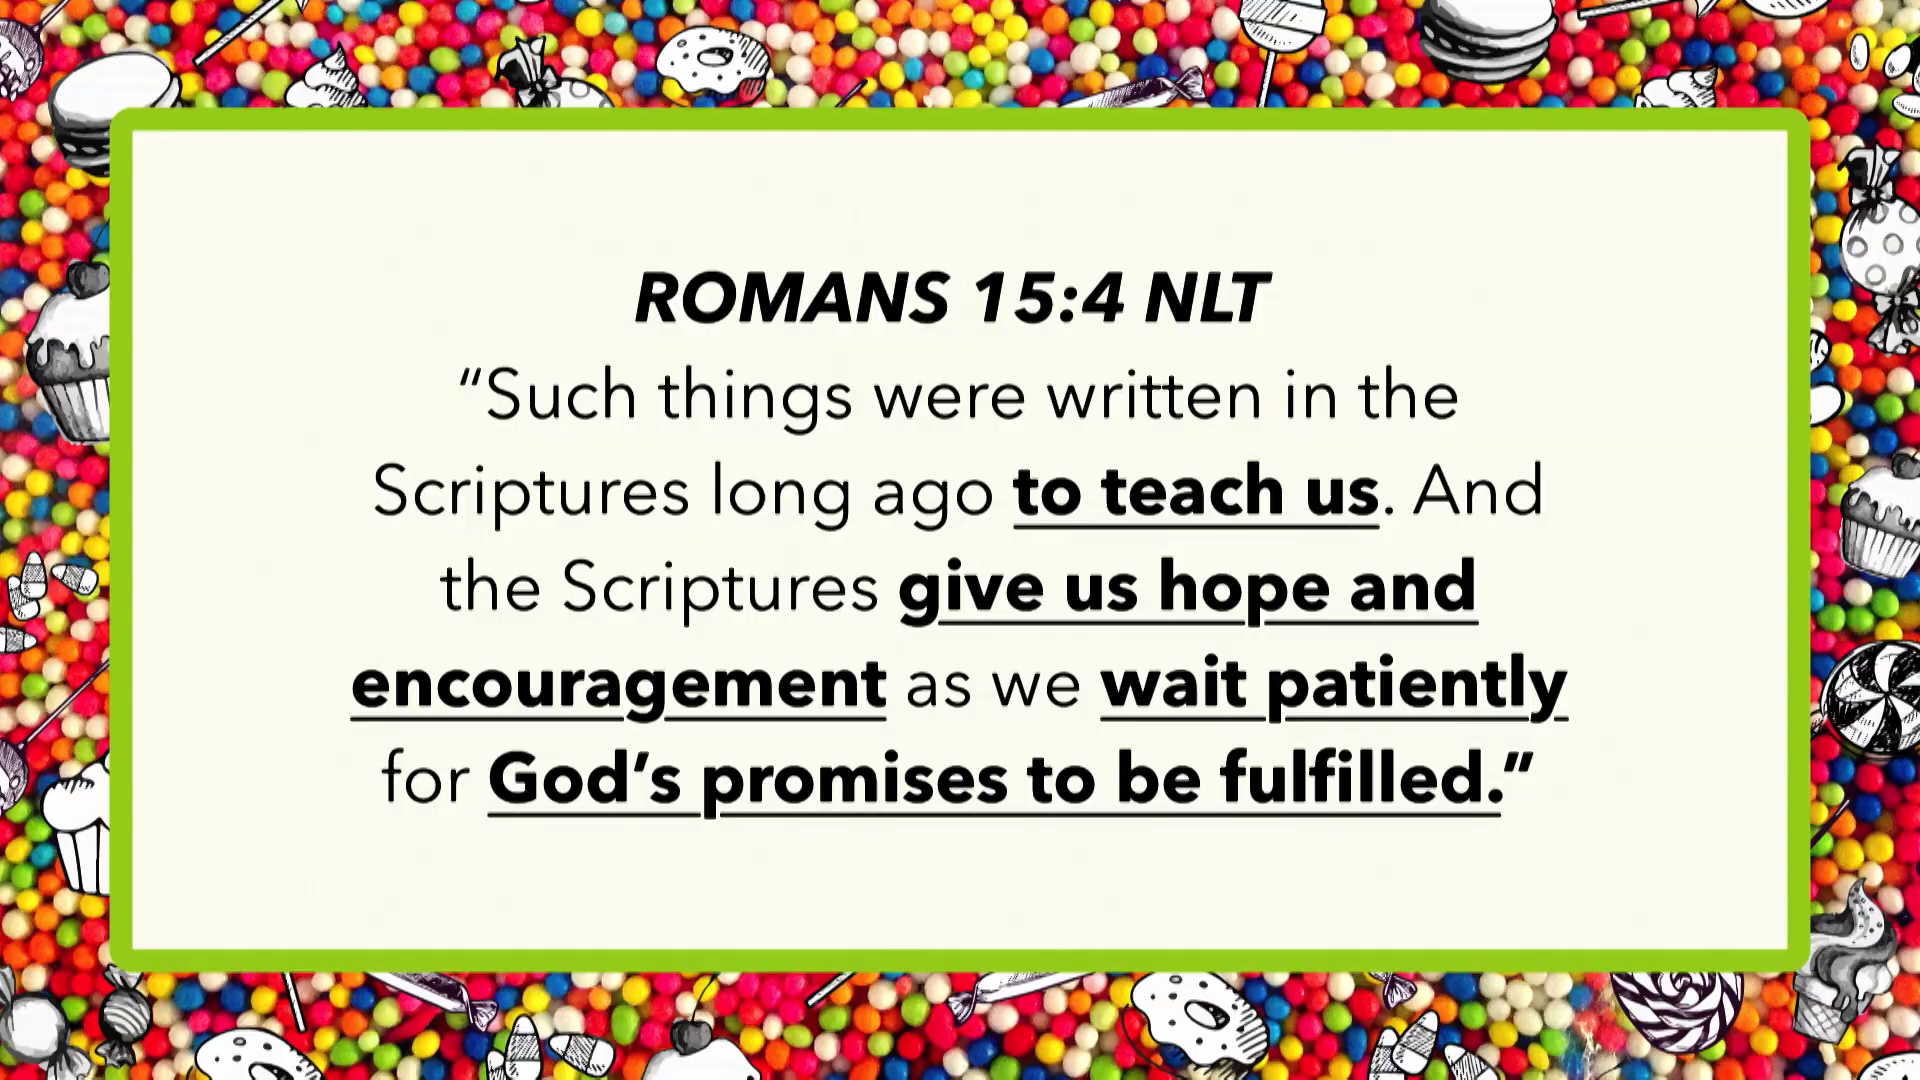 ROMANS 15:4 NLT
“Such things were written in the
Scriptures long ago to teach us. And
the Scriptures give us hope and
encouragement as we wait patiently
for God’s promises to be fulfilled.”